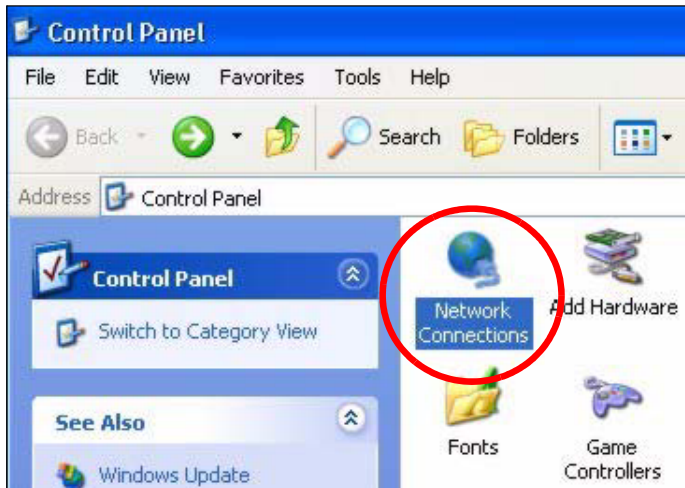 Control Panel
File Edit View Favorites Tools Help
Back Search Folders
Address Control Panel
Control Panel
Switch to Category View
See Also
Windows Update
Network
Connections
Add Hardware
Fonts
Game
Controllers